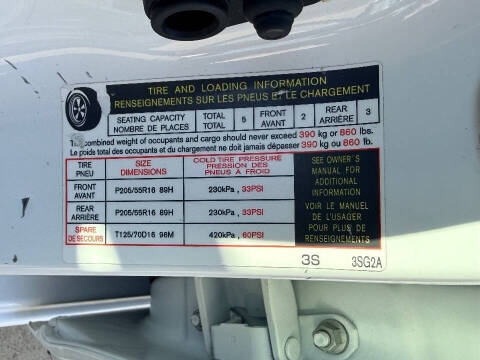 TIRE AND LOADING INFORMATION
RENSEIGNEMENTS SUR LES PNEUS ET LE CHARGEMENT
SEATING CAPACITY TOTAL 5 FRONT 2 REAR 3
NOMBRE DE PLACES TOTAL AVANT ARRIÈRE
The combined weight of occupants and cargo should never exceed 390 kg or 860 lbs.
Le poids total des occupants et du chargement ne doit jamais dépasser 390 kg ou 860 lb.
TIRE SIZE COLD TIRE PRESSURE
PNEU DIMENSIONS PRESSION DES PNEUS À FROID
FRONT AVANT P205/55R16 89H 230kPa, 33PSI
REAR ARRIÈRE P205/55R16 89H 230kPa, 33PSI
SPARE DE SECOURS T125/70D16 96M 420kPa, 60PSI
SEE OWNER'S
MANUAL FOR
ADDITIONAL
INFORMATION
VOIR LE MANUEL
DE L'USAGER
POUR PLUS DE
RENSEIGNEMENTS
3S 3SG2A